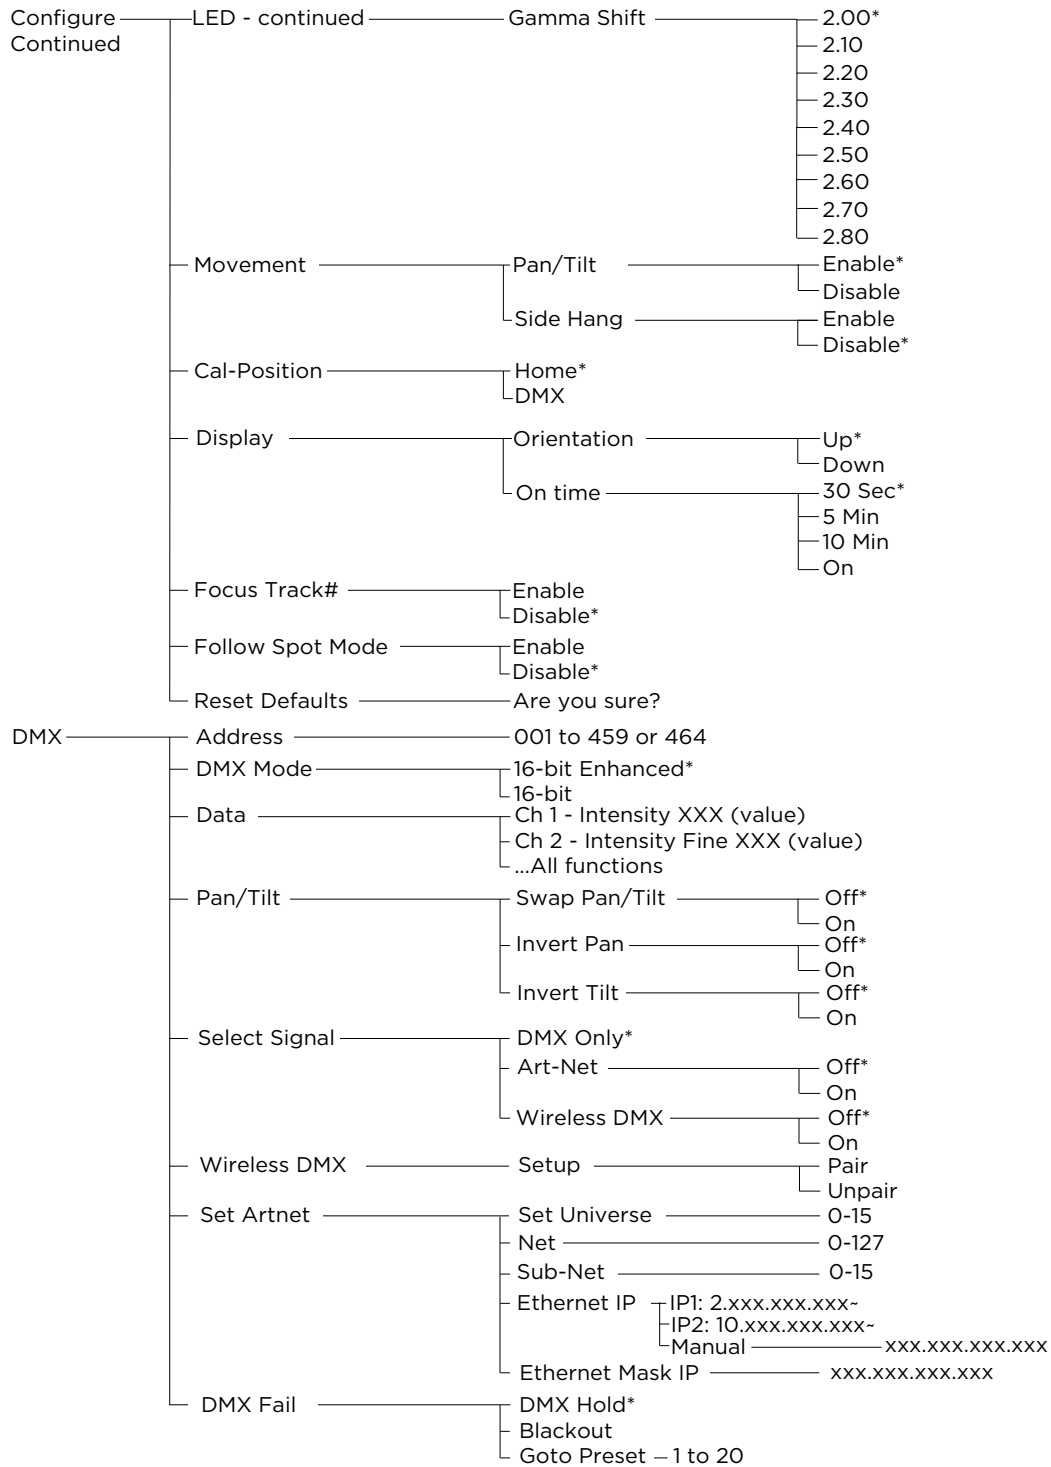 Configure LED - continued Gamma Shift 2.00*
Continued 2.10
2.20
2.30
2.40
2.50
2.60
2.70
2.80
Movement Pan/Tilt Enable*
Disable
Side Hang Enable
Disable*
Cal-Position Home*
DMX
Display Orientation Up*
Down
On time 30 Sec*
5 Min
10 Min
On
Focus Track# Enable
Disable*
Follow Spot Mode Enable
Disable*
Reset Defaults Are you sure?
DMX Address 001 to 459 or 464
DMX Mode 16-bit Enhanced*
16-bit
Data Ch 1 - Intensity XXX (value)
Ch 2 - Intensity Fine XXX (value)
...All functions
Pan/Tilt Swap Pan/Tilt Off*
On
Invert Pan Off*
On
Invert Tilt Off*
On
Select Signal DMX Only*
Art-Net Off*
On
Wireless DMX Off*
On
Wireless DMX Setup Pair
Unpair
Set Artnet Set Universe 0-15
Net 0-127
Sub-Net 0-15
Ethernet IP IP1: 2.xxx.xxx.xxx~
IP2: 10.xxx.xxx.xxx~
Manual xxx.xxx.xxx.xxx
Ethernet Mask IP xxx.xxx.xxx.xxx
DMX Fail DMX Hold*
Blackout
Goto Preset 1 to 20